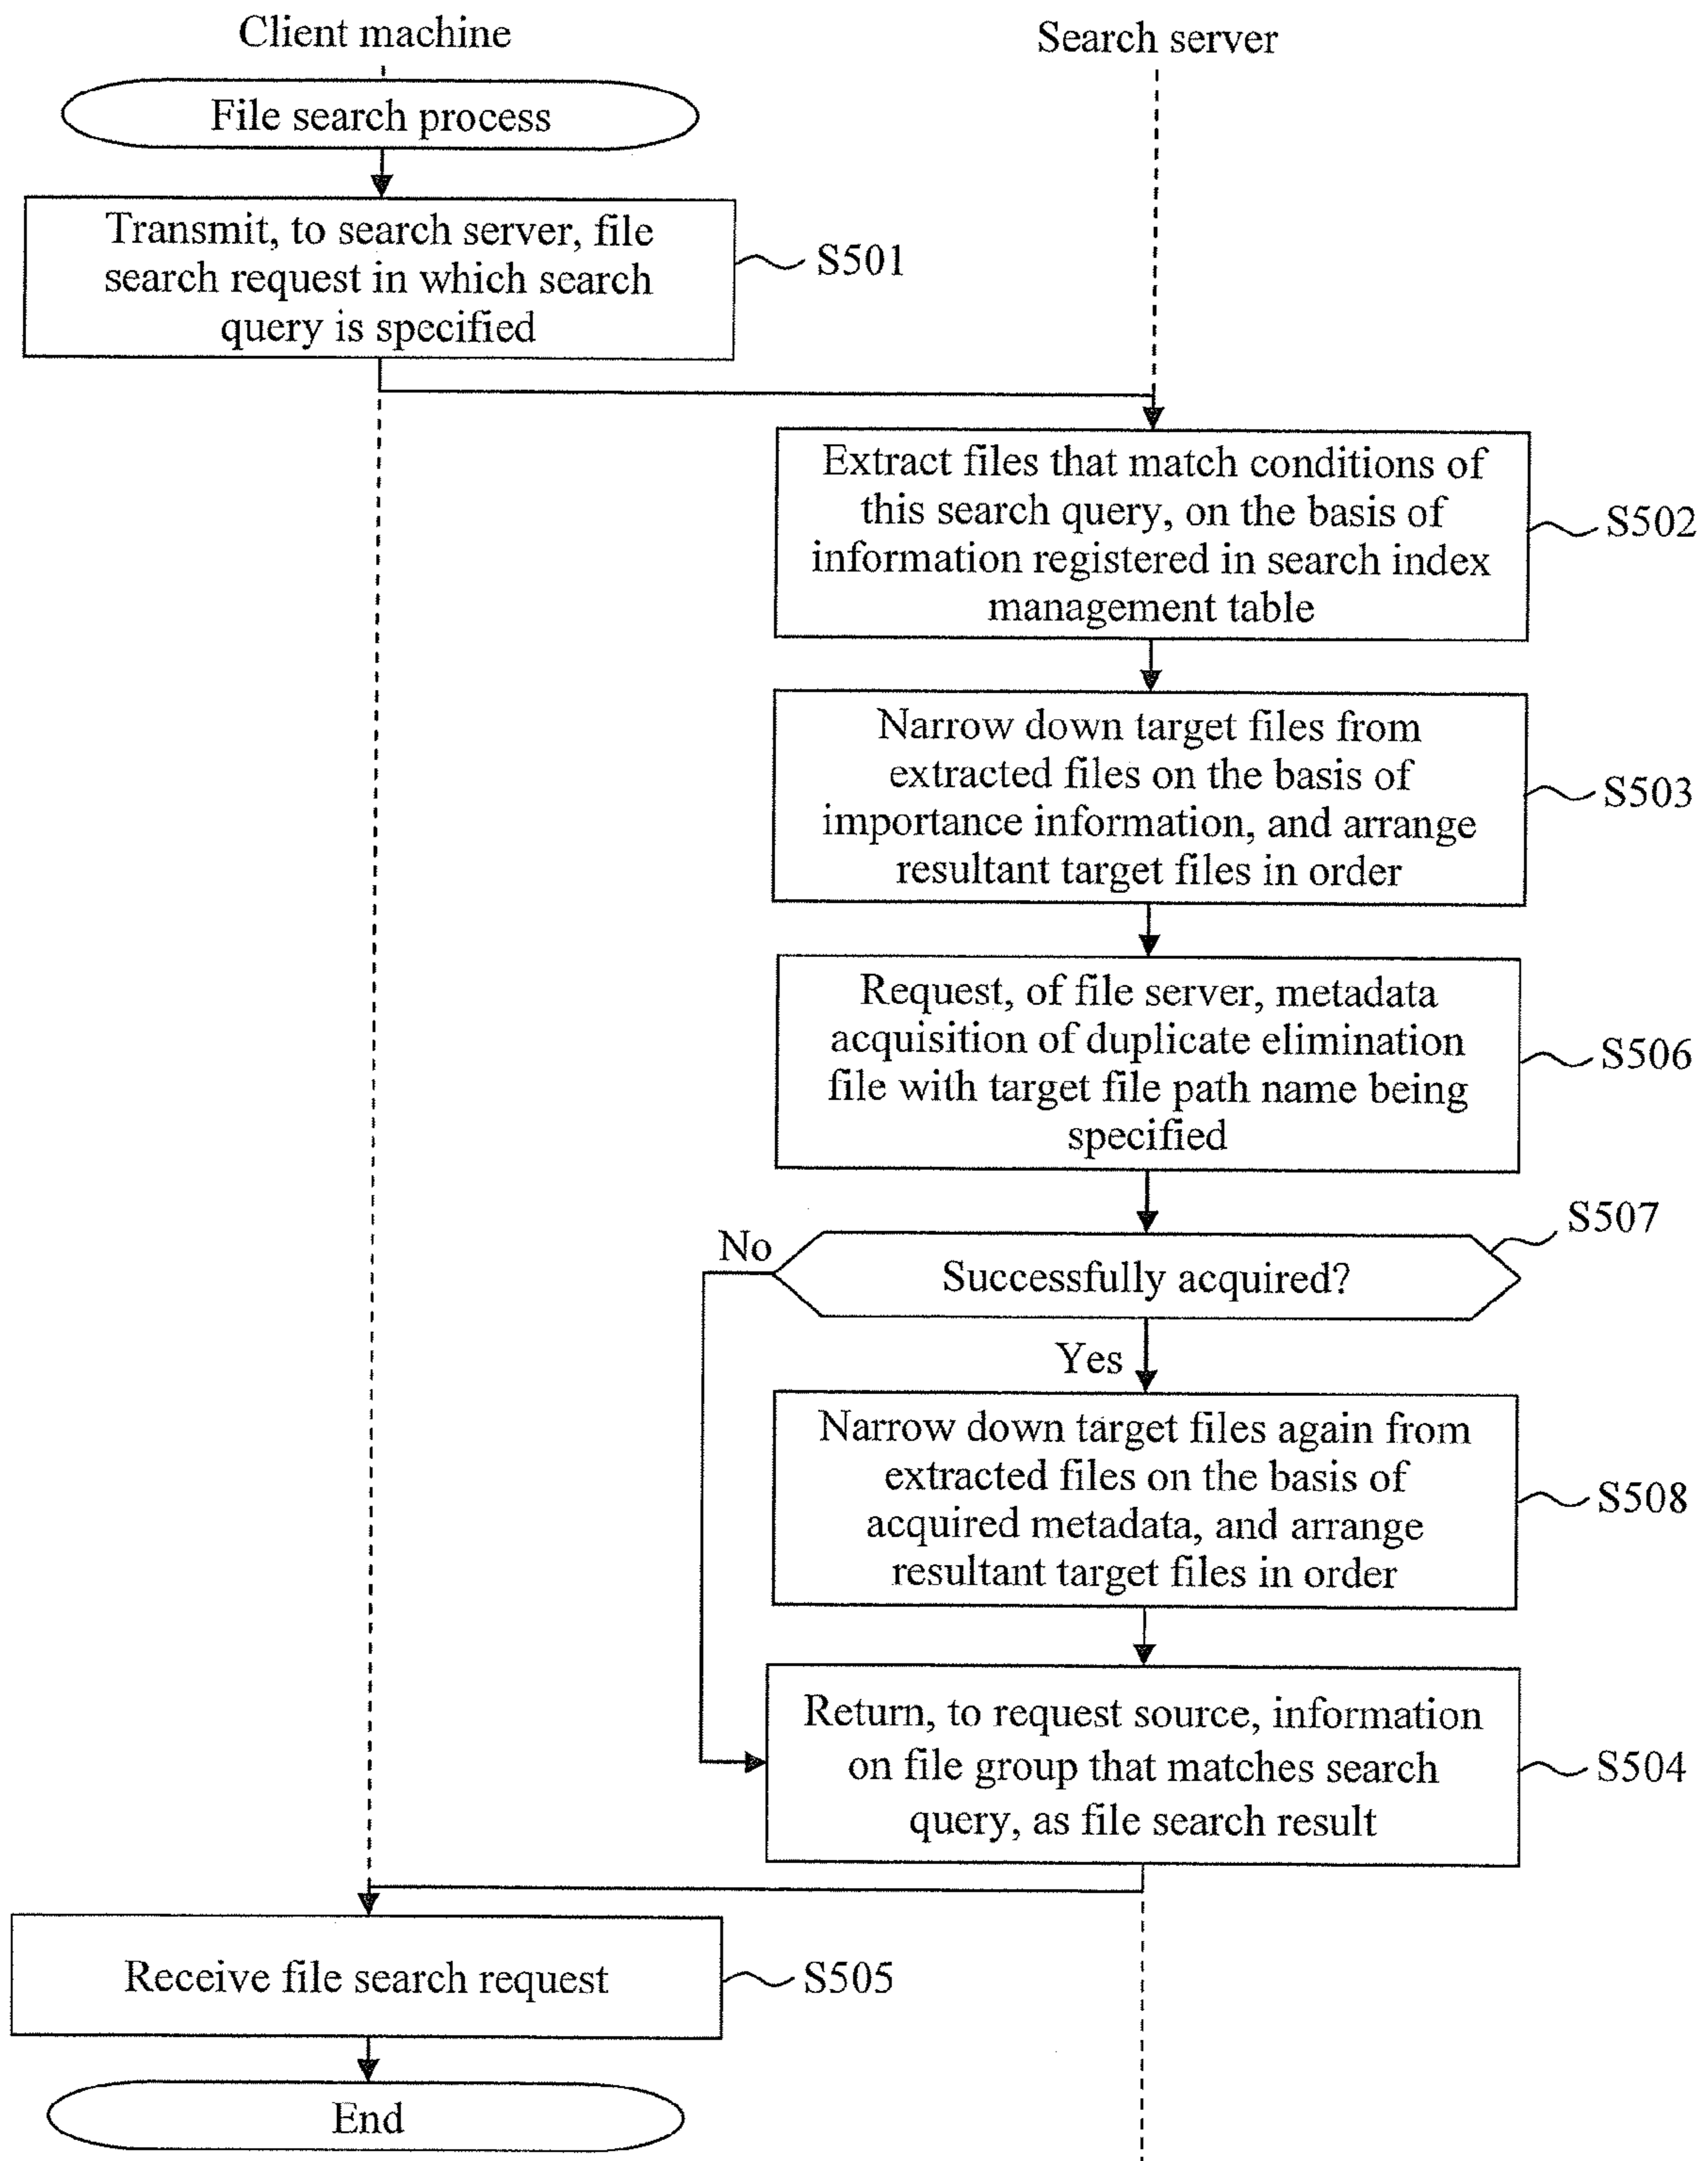 Client machine
Search server
File search process
Transmit, to search server, file
search request in which search
query is specified
S501
Extract files that match conditions of
this search query, on the basis of
information registered in search index
management table
S502
Narrow down target files from
extracted files on the basis of
importance information, and arrange
resultant target files in order
S503
Request, of file server, metadata
acquisition of duplicate elimination
file with target file path name being
specified
S506
S507
No
Successfully acquired?
Yes
Narrow down target files again from
extracted files on the basis of
acquired metadata, and arrange
resultant target files in order
S508
Return, to request source, information
on file group that matches search
query, as file search result
S504
Receive file search request
S505
End